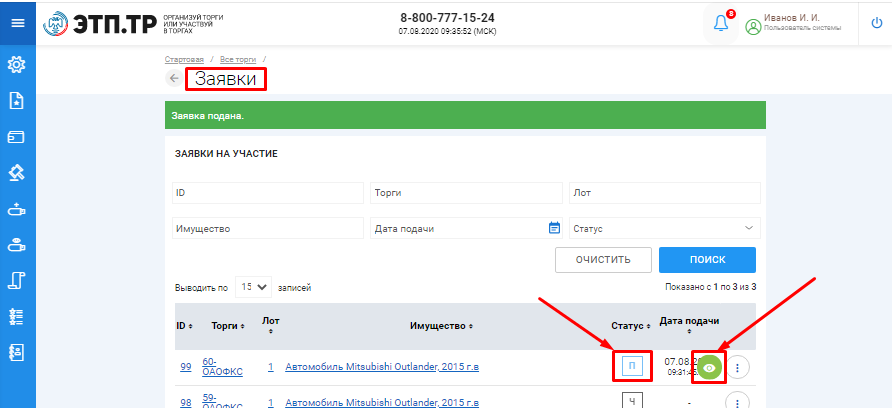 ЭТП.ТР
ОРГАНИЗУЙ ТОРГИ
ИЛИ УЧАСТВУЙ
В ТОРГАХ
8-800-777-15-24
07.08.2020 09:35:52 (МСК)
8
Иванов И. И.
Пользователь системы
Стартовая / Все торги /
Заявки
Заявка подана.
ЗАЯВКИ НА УЧАСТИЕ
ID Торги Лот
Имущество Дата подачи Статус
ОЧИСТИТЬ ПОИСК
Выводить по 15 записей Показано с 1 по 3 из 3
ID Торги Лот Имущество Статус Дата подачи
99 60-ОАОФКС 1 Автомобиль Mitsubishi Outlander, 2015 г.в П 07.08.
09:31:
98 59-ОАОФКС 1 Автомобиль Mitsubishi Outlander, 2015 г.в Ч -